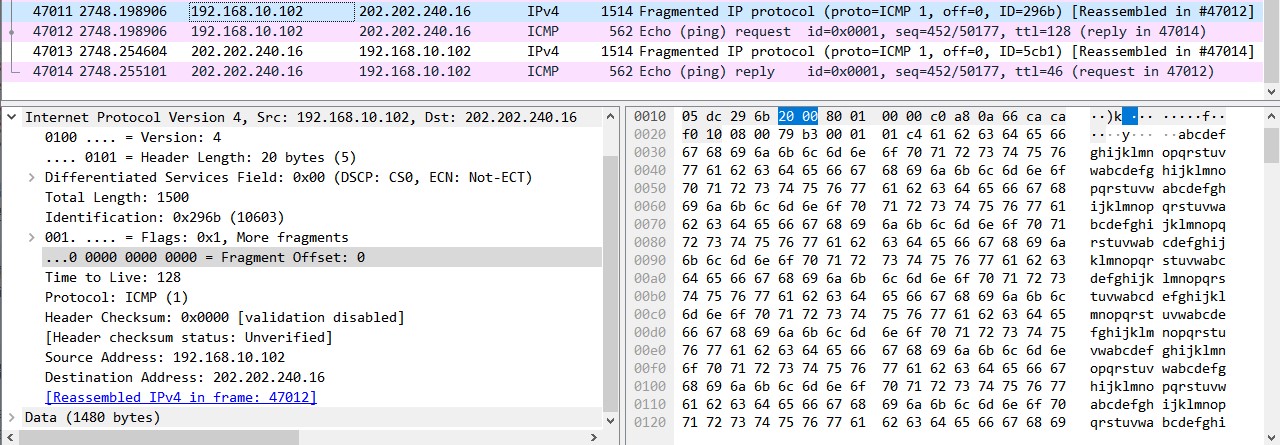 47011 2748.198906 192.168.10.102 202.202.240.16 IPv4 1514 Fragmented IP protocol (proto=ICMP 1, off=0, ID=296b) [Reassembled in #47012]
47012 2748.198906 192.168.10.102 202.202.240.16 ICMP 562 Echo (ping) request id=0x0001, seq=452/50177, ttl=128 (reply in 47014)
47013 2748.254604 202.202.240.16 192.168.10.102 IPv4 1514 Fragmented IP protocol (proto=ICMP 1, off=0, ID=5cb1) [Reassembled in #47014]
47014 2748.255101 202.202.240.16 192.168.10.102 ICMP 562 Echo (ping) reply id=0x0001, seq=452/50177, ttl=46 (request in 47012)
Internet Protocol Version 4, Src: 192.168.10.102, Dst: 202.202.240.16
0100 .... = Version: 4
.... 0101 = Header Length: 20 bytes (5)
Differentiated Services Field: 0x00 (DSCP: CS0, ECN: Not-ECT)
Total Length: 1500
Identification: 0x296b (10603)
001. .... = Flags: 0x1, More fragments
...0 0000 0000 0000 = Fragment Offset: 0
Time to Live: 128
Protocol: ICMP (1)
Header Checksum: 0x0000 [validation disabled]
[Header checksum status: Unverified]
Source Address: 192.168.10.102
Destination Address: 202.202.240.16
[Reassembled IPv4 in frame: 47012]
Data (1480 bytes)
0010 05 dc 29 6b 20 00 80 01 00 00 c0 a8 0a 66 ca ca ··)k ··· ·····f··
0020 f0 10 08 00 79 b3 00 01 01 c4 61 62 63 64 65 66 ····y··· ··abcdef
0030 67 68 69 6a 6b 6c 6d 6e 6f 70 71 72 73 74 75 76 ghijklmn opqrstuv
0040 77 61 62 63 64 65 66 67 68 69 6a 6b 6c 6d 6e 6f wabcdefg hijklmno
0050 70 71 72 73 74 75 76 77 61 62 63 64 65 66 67 68 pqrstuvw abcdefgh
0060 69 6a 6b 6c 6d 6e 6f 70 71 72 73 74 75 76 77 61 ijklmnop qrstuvwa
0070 62 63 64 65 66 67 68 69 6a 6b 6c 6d 6e 6f 70 71 bcdefghi jklmnopq
0080 72 73 74 75 76 77 61 62 63 64 65 66 67 68 69 6a rstuvwab cdefghij
0090 6b 6c 6d 6e 6f 70 71 72 73 74 75 76 77 61 62 63 klmnopqr stuvwabc
00a0 64 65 66 67 68 69 6a 6b 6c 6d 6e 6f 70 71 72 73 defghijk lmnopqrs
00b0 74 75 76 77 61 62 63 64 65 66 67 68 69 6a 6b 6c tuvwabcd efghijkl
00c0 6d 6e 6f 70 71 72 73 74 75 76 77 61 62 63 64 65 mnopqrst uvwabcde
00d0 66 67 68 69 6a 6b 6c 6d 6e 6f 70 71 72 73 74 75 fghijklm nopqrstu
00e0 76 77 61 62 63 64 65 66 67 68 69 6a 6b 6c 6d 6e vwabcdef ghijklmn
00f0 6f 70 71 72 73 74 75 76 77 61 62 63 64 65 66 67 opqrstuv wabcdefg
0100 68 69 6a 6b 6c 6d 6e 6f 70 71 72 73 74 75 76 77 hijklmno pqrstuvw
0110 61 62 63 64 65 66 67 68 69 6a 6b 6c 6d 6e 6f 70 abcdefgh ijklmnop
0120 71 72 73 74 75 76 77 61 62 63 64 65 66 67 68 69 qrstuvwa bcdefghi